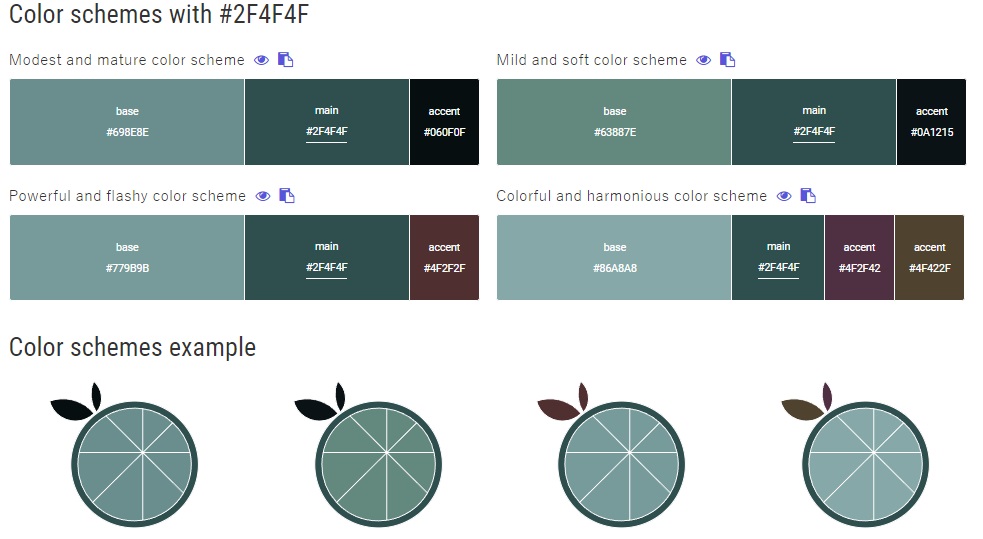 Color schemes with #2F4F4F
Modest and mature color scheme
base
#698E8E
main
#2F4F4F
accent
#060F0F
Mild and soft color scheme
base
#63887E
main
#2F4F4F
accent
#0A1215
Powerful and flashy color scheme
base
#779B9B
main
#2F4F4F
accent
#4F2F2F
Colorful and harmonious color scheme
base
#86A8A8
main
#2F4F4F
accent
#4F2F42
accent
#4F422F
Color schemes example